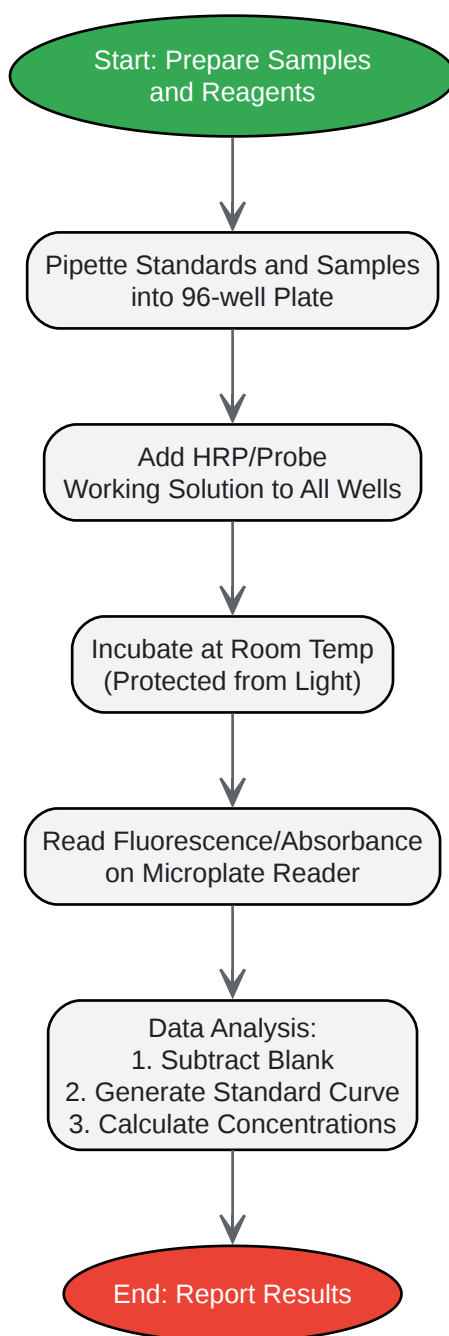 Start: Prepare Samples
and Reagents
Pipette Standards and Samples
into 96-well Plate
Add HRP/Probe
Working Solution to All Wells
Incubate at Room Temp
(Protected from Light)
Read Fluorescence/Absorbance
on Microplate Reader
Data Analysis:
1. Subtract Blank
2. Generate Standard Curve
3. Calculate Concentrations
End: Report Results